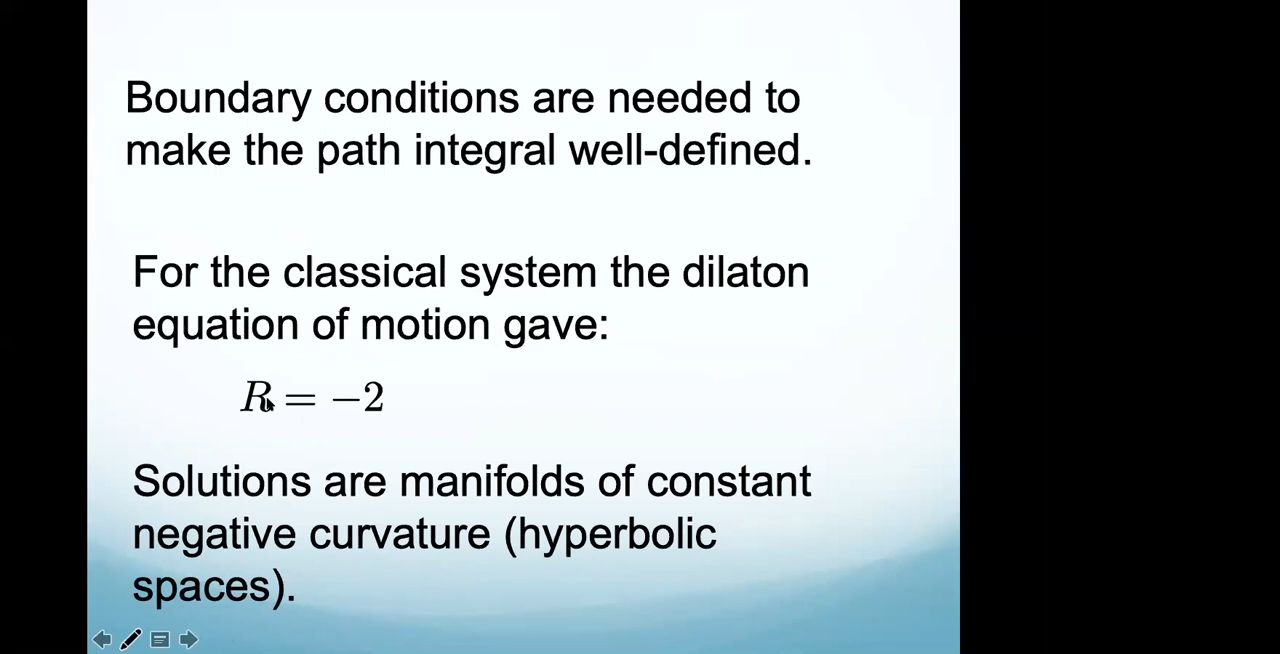 Boundary conditions are needed to
make the path integral well-defined.
For the classical system the dilaton
equation of motion gave:
R = −2
Solutions are manifolds of constant
negative curvature (hyperbolic
spaces).